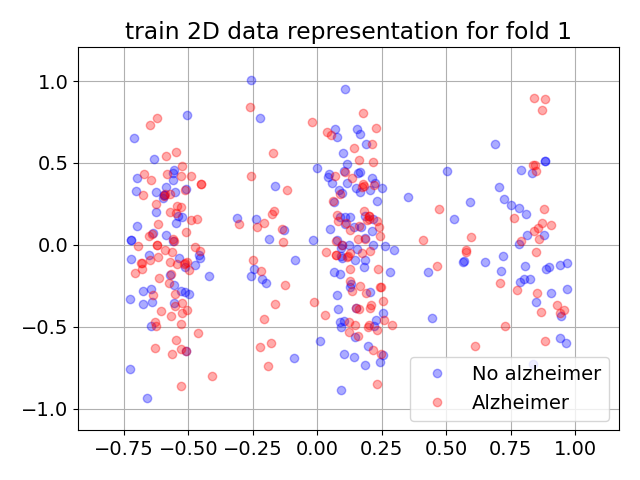 train 2D data representation for fold 1
1.0
0.5
0.0
−0.5
−1.0
No alzheimer
Alzheimer
−0.75 −0.50 −0.25 0.00 0.25 0.50 0.75 1.00